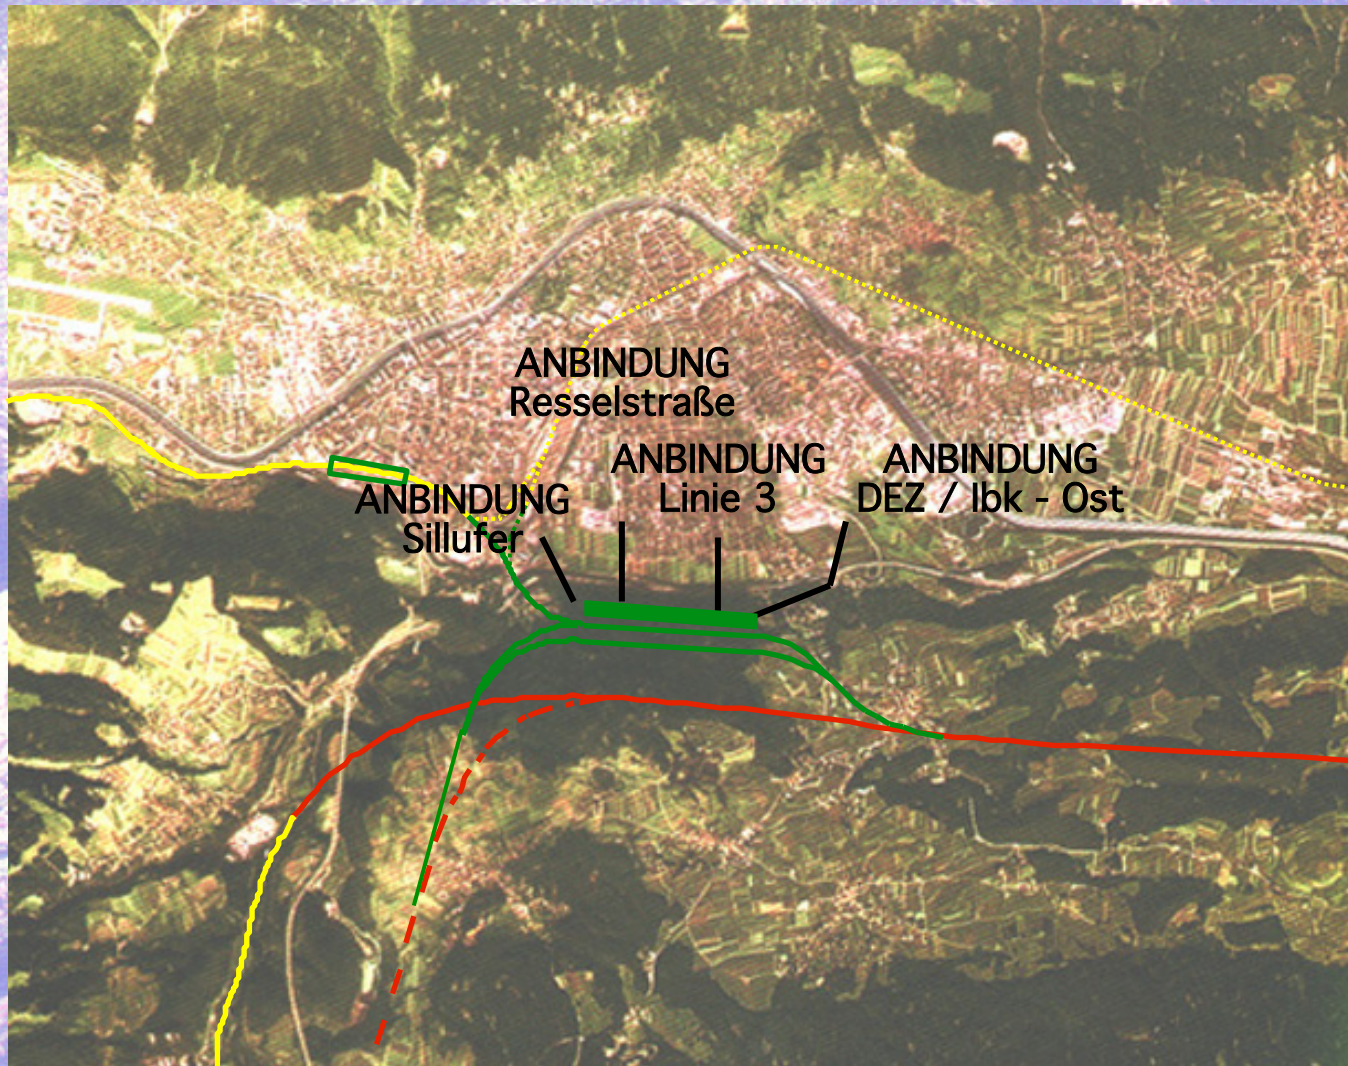 ANBINDUNG
Resselstraße
ANBINDUNG
Linie 3
ANBINDUNG
DEZ / Ibk - Ost
ANBINDUNG
Sillufer